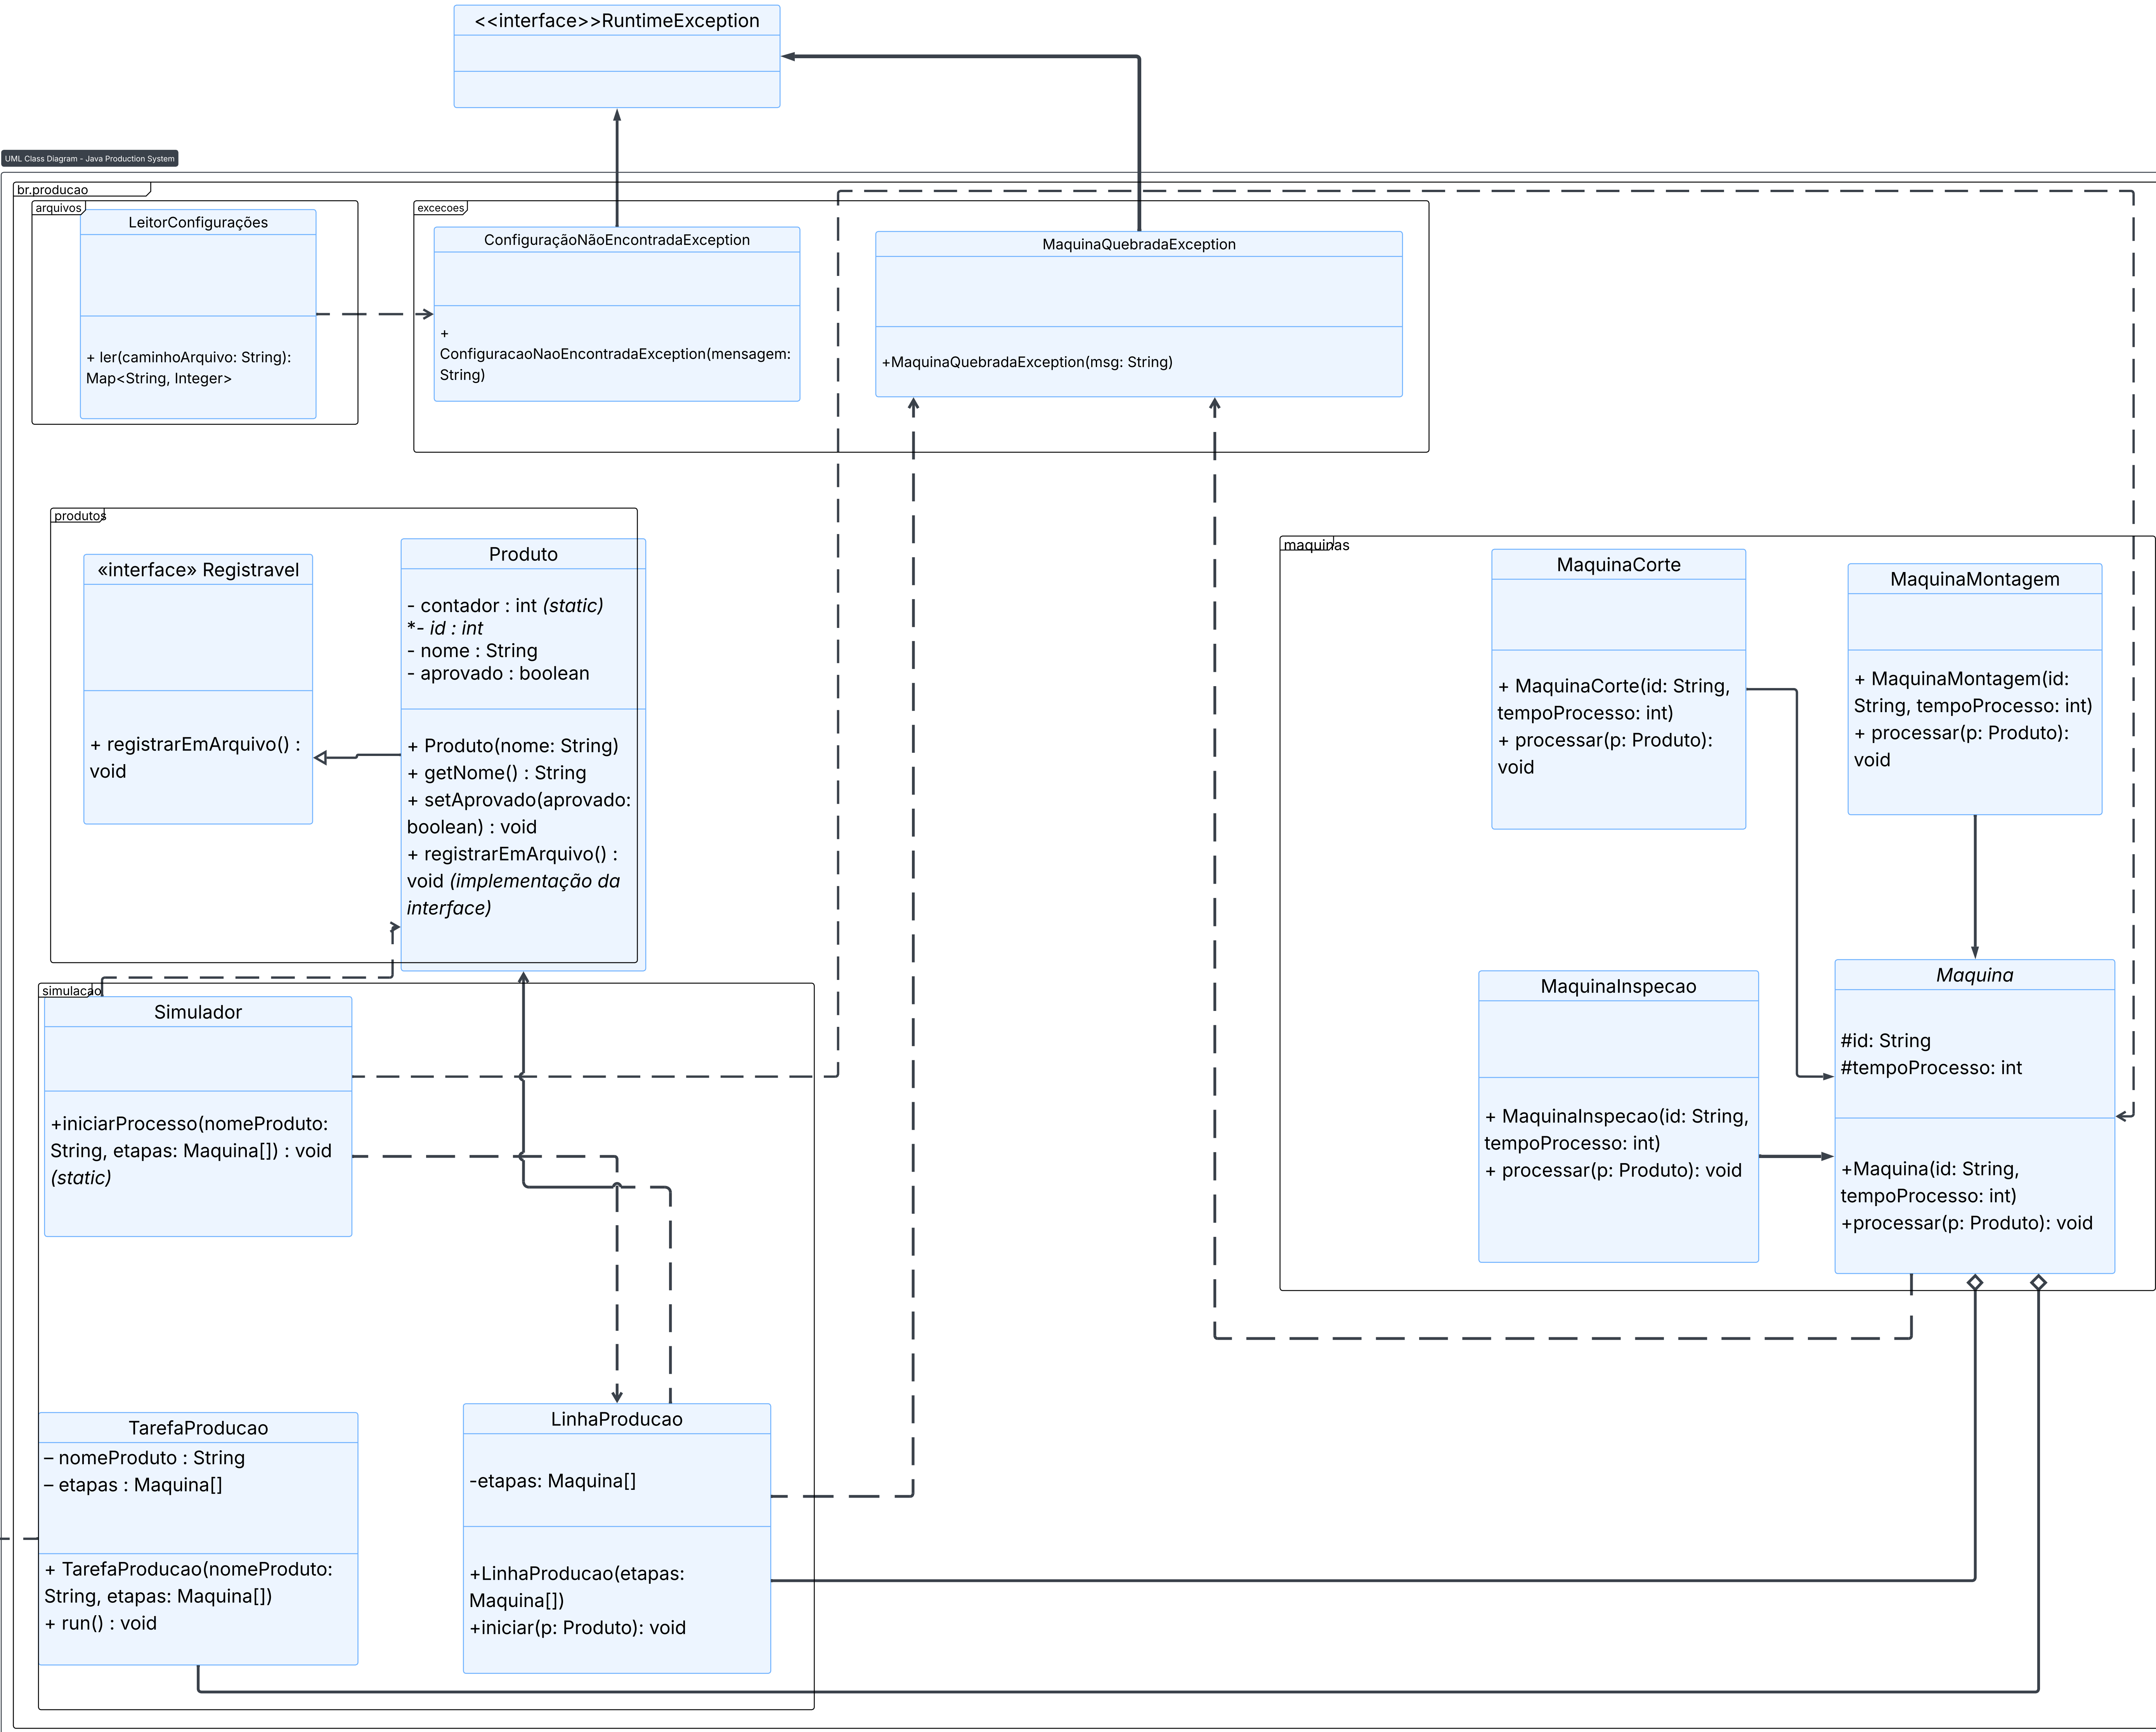 <<interface>>RuntimeException
UML Class Diagram - Java Production System
br.producao
arquivos
LeitorConfigurações
+ ler(caminhoArquivo: String):
Map<String, Integer>
excecoes
ConfiguraçãoNãoEncontradaException
+
ConfiguracaoNaoEncontradaException(mensagem:
String)
MaquinaQuebradaException
+MaquinaQuebradaException(msg: String)
produtos
«interface» Registravel
+ registrarEmArquivo() :
void
Produto
- contador : int (static)
*- id : int
- nome : String
- aprovado : boolean
+ Produto(nome: String)
+ getNome() : String
+ setAprovado(aprovado:
boolean) : void
+ registrarEmArquivo() :
void (implementação da
interface)
maquinas
MaquinaCorte
+ MaquinaCorte(id: String,
tempoProcesso: int)
+ processar(p: Produto):
void
MaquinaMontagem
+ MaquinaMontagem(id:
String, tempoProcesso: int)
+ processar(p: Produto):
void
MaquinaInspecao
+ MaquinaInspecao(id: String,
tempoProcesso: int)
+ processar(p: Produto): void
Maquina
#id: String
#tempoProcesso: int
+Maquina(id: String,
tempoProcesso: int)
+processar(p: Produto): void
simulacao
Simulador
+iniciarProcesso(nomeProduto:
String, etapas: Maquina[]) : void
(static)
TarefaProducao
– nomeProduto : String
– etapas : Maquina[]
+ TarefaProducao(nomeProduto:
String, etapas: Maquina[])
+ run() : void
LinhaProducao
-etapas: Maquina[]
+LinhaProducao(etapas:
Maquina[])
+iniciar(p: Produto): void